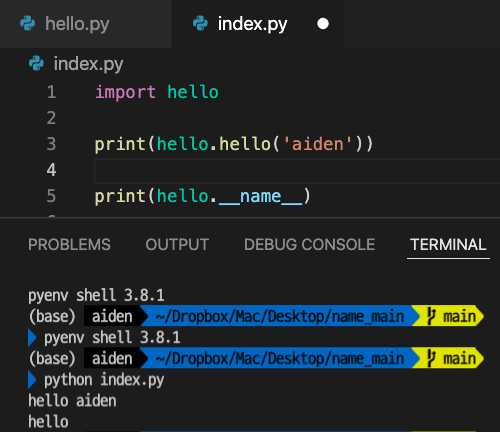 hello.py index.py
index.py
1 import hello
2
3 print(hello.hello('aiden'))
4
5 print(hello.__name__)
PROBLEMS OUTPUT DEBUG CONSOLE TERMINAL
pyenv shell 3.8.1
(base) aiden ~/Dropbox/Mac/Desktop/name_main main
pyenv shell 3.8.1
(base) aiden ~/Dropbox/Mac/Desktop/name_main main
python index.py
hello aiden
hello